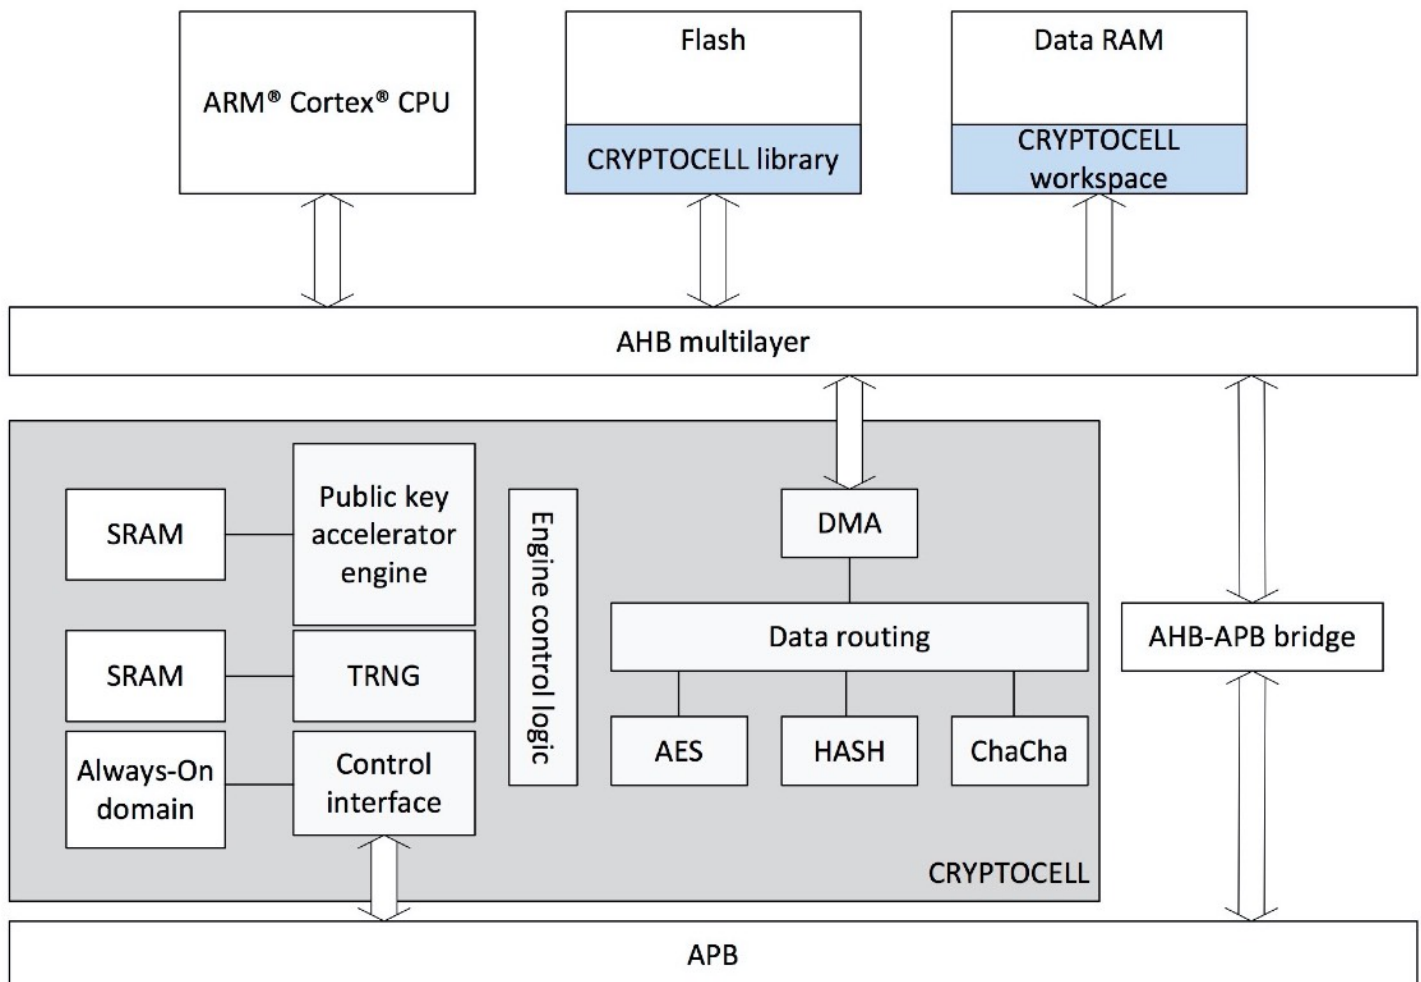 ARM® Cortex® CPU
Flash
CRYPTOCELL library
Data RAM
CRYPTOCELL
workspace
AHB multilayer
SRAM
Public key
accelerator
engine
SRAM
TRNG
Always-On
domain
Control
interface
Engine control logic
DMA
Data routing
AES
HASH
ChaCha
CRYPTOCELL
AHB-APB bridge
APB